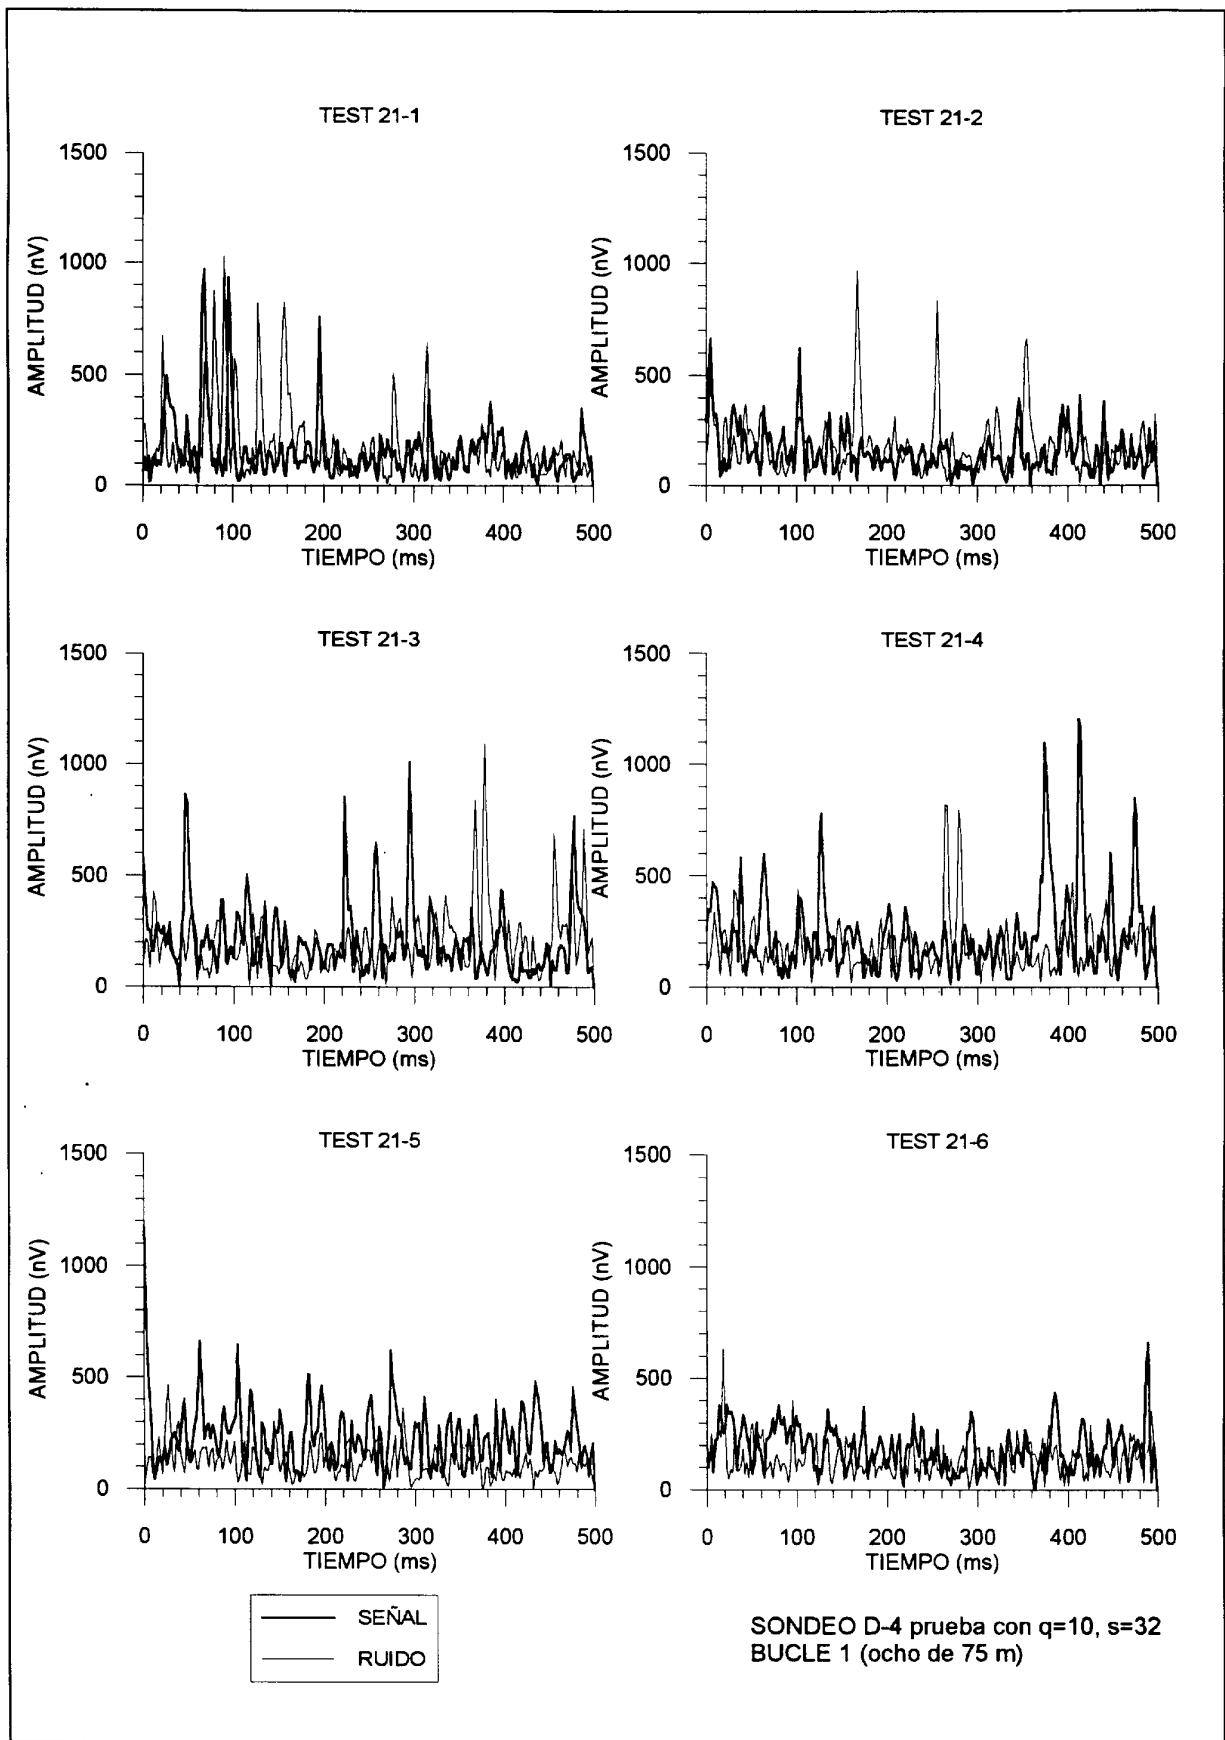 TEST 21-1
1500
1000
500
0
AMPLITUD (nV)
0 100 200 300 400 500
TIEMPO (ms)
TEST 21-2
1500
1000
500
0
AMPLITUD (nV)
0 100 200 300 400 500
TIEMPO (ms)
TEST 21-3
1500
1000
500
0
AMPLITUD (nV)
0 100 200 300 400 500
TIEMPO (ms)
TEST 21-4
1500
1000
500
0
AMPLITUD (nV)
0 100 200 300 400 500
TIEMPO (ms)
TEST 21-5
1500
1000
500
0
AMPLITUD (nV)
0 100 200 300 400 500
TIEMPO (ms)
TEST 21-6
1500
1000
500
0
AMPLITUD (nV)
0 100 200 300 400 500
TIEMPO (ms)
SEÑAL
RUIDO
SONDEO D-4 prueba con q=10, s=32
BUCLE 1 (ocho de 75 m)